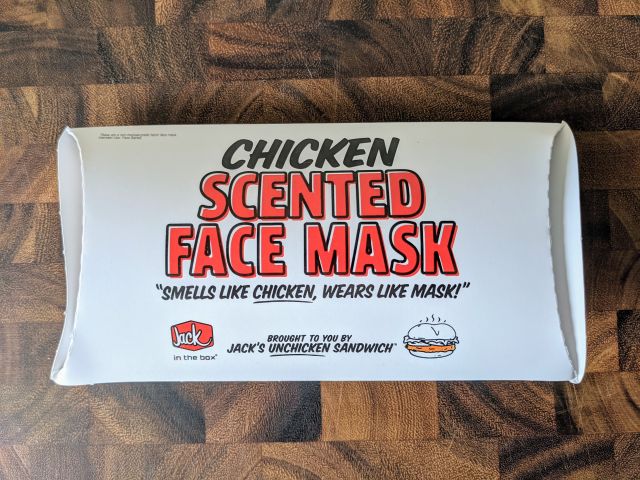 CHICKEN
SCENTED
FACE MASK
"SMELLS LIKE CHICKEN, WEARS LIKE MASK!"
Jack
in the box®
BROUGHT TO YOU BY
JACK'S UNCHICKEN SANDWICH™